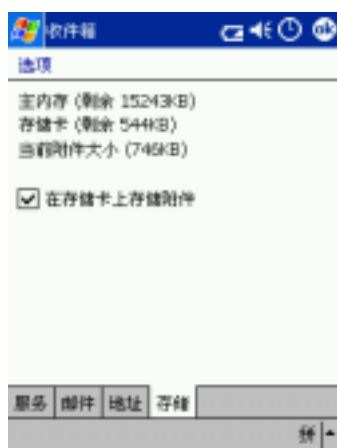 收件箱
ok
选项
主内存 (剩余 15243KB)
存储卡 (剩余 544KB)
当前附件大小 (746KB)
在存储卡上存储附件
服务 邮件 地址 存储
拼